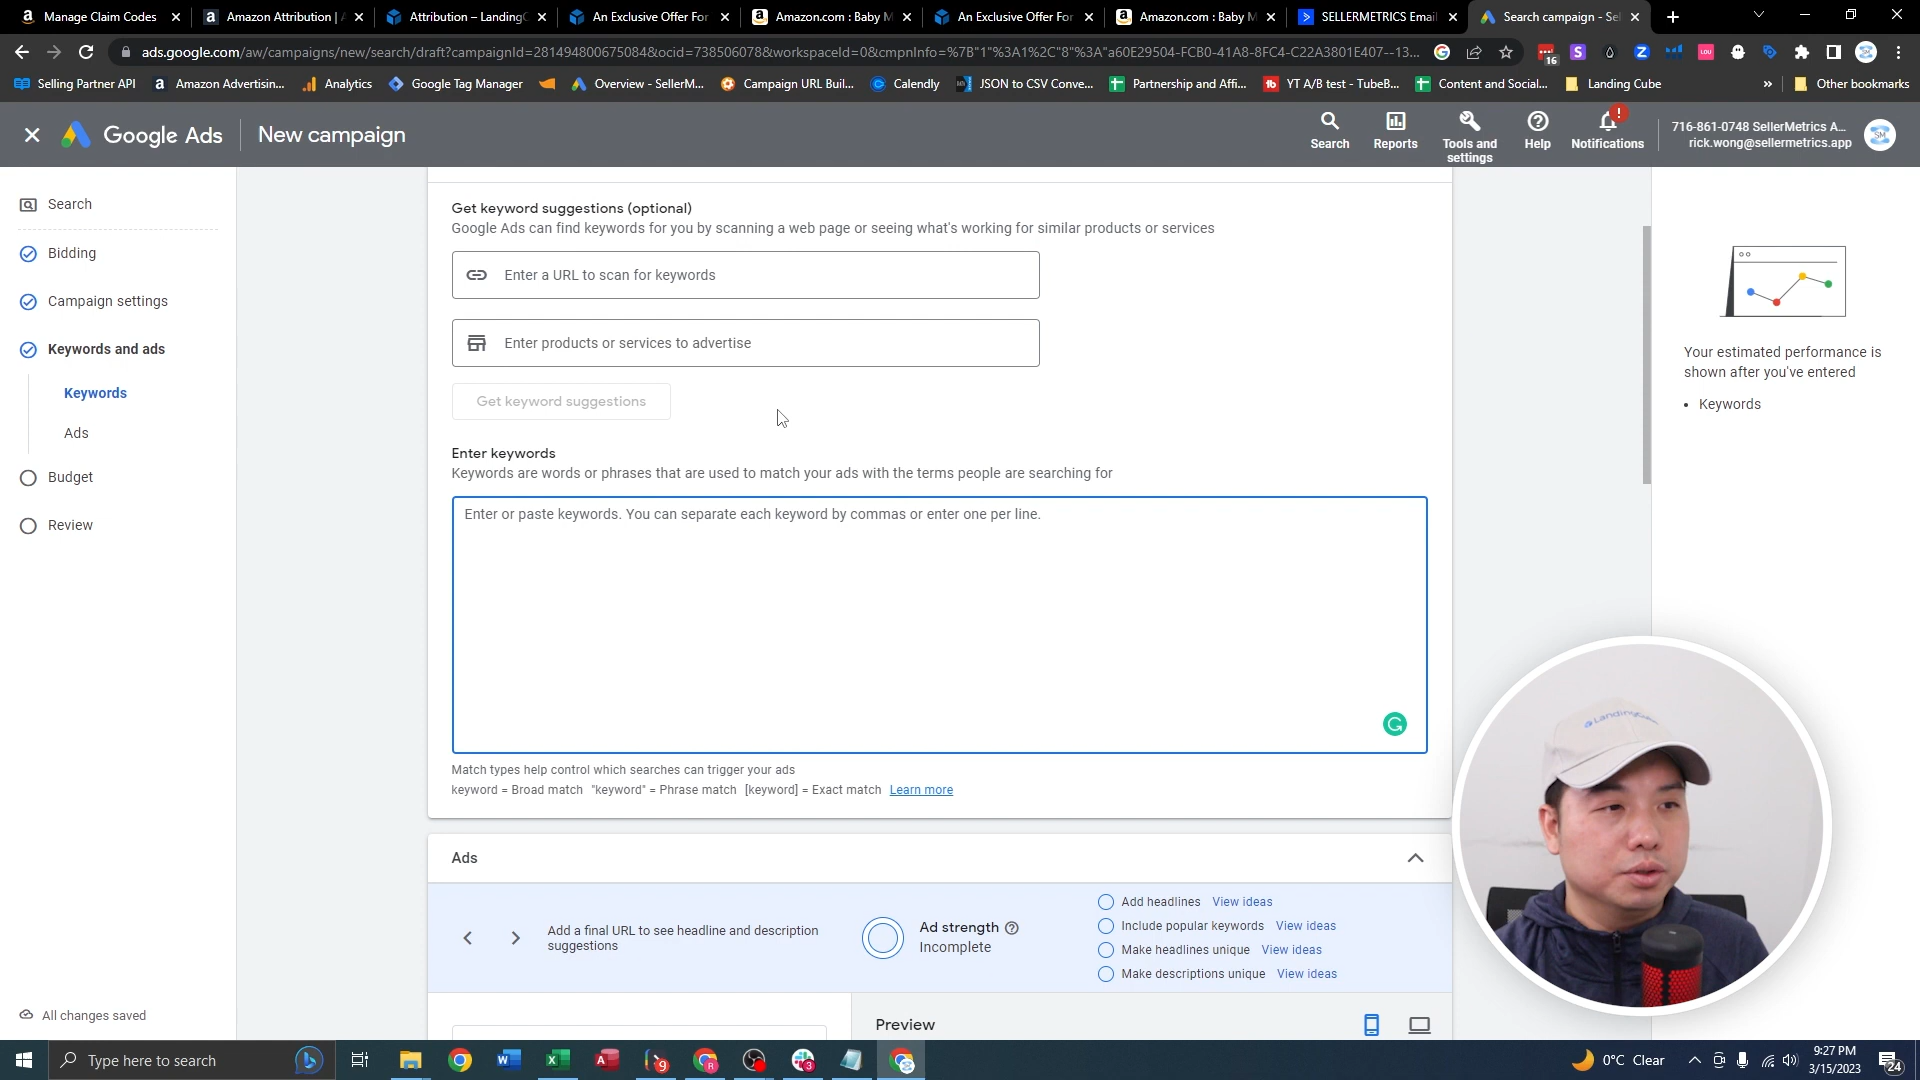 Manage Claim Codes
Amazon Attribution | A
Attribution – LandingC
An Exclusive Offer For
Amazon.com : Baby M
An Exclusive Offer For
Amazon.com : Baby M
SELLERMETRICS Email
Search campaign - Sel
ads.google.com/aw/campaigns/new/search/draft?campaignId=281494800675084&ocid=738506078&workspaceId=0&cmpnInfo=%7B"1"%3A1%2C"8"%3A"a60E29504-FCB0-41A8-8FC4-C22A3801E407--13...
16
Selling Partner API
Amazon Advertisin...
Analytics
Google Tag Manager
Overview - SellerM...
Campaign URL Buil...
Calendly
JSON to CSV Conve...
Partnership and Affi...
YT A/B test - TubeB...
Content and Social...
Landing Cube
»
Other bookmarks
Google Ads
New campaign
Search
Reports
Tools and settings
Help
Notifications
716-861-0748 SellerMetrics A...
rick.wong@sellermetrics.app
SM
Search
Bidding
Campaign settings
Keywords and ads
Keywords
Ads
Budget
Review
All changes saved
Get keyword suggestions (optional)
Google Ads can find keywords for you by scanning a web page or seeing what's working for similar products or services
Enter a URL to scan for keywords
Enter products or services to advertise
Get keyword suggestions
Enter keywords
Keywords are words or phrases that are used to match your ads with the terms people are searching for
Enter or paste keywords. You can separate each keyword by commas or enter one per line.
Match types help control which searches can trigger your ads
keyword = Broad match "keyword" = Phrase match [keyword] = Exact match Learn more
Ads
Add a final URL to see headline and description
suggestions
Ad strength
Incomplete
Add headlines View ideas
Include popular keywords View ideas
Make headlines unique View ideas
Make descriptions unique View ideas
Preview
Your estimated performance is
shown after you've entered
• Keywords
Type here to search
9
3
0°C Clear
9:27 PM
3/15/2023
24